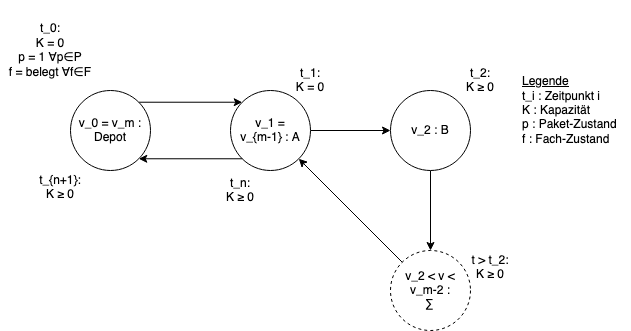 t_0:
K = 0
p = 1 ∀p∈P
f = belegt ∀f∈F
t_1:
K = 0
t_2:
K ≥ 0
Legende
t_i : Zeitpunkt i
K : Kapazität
p : Paket-Zustand
f : Fach-Zustand
v_0 = v_m :
Depot
v_1 =
v_{m-1} : A
v_2 : B
t_{n+1}:
K ≥ 0
t_n:
K ≥ 0
t > t_2:
K ≥ 0
v_2 < v <
v_m-2 :
Σ